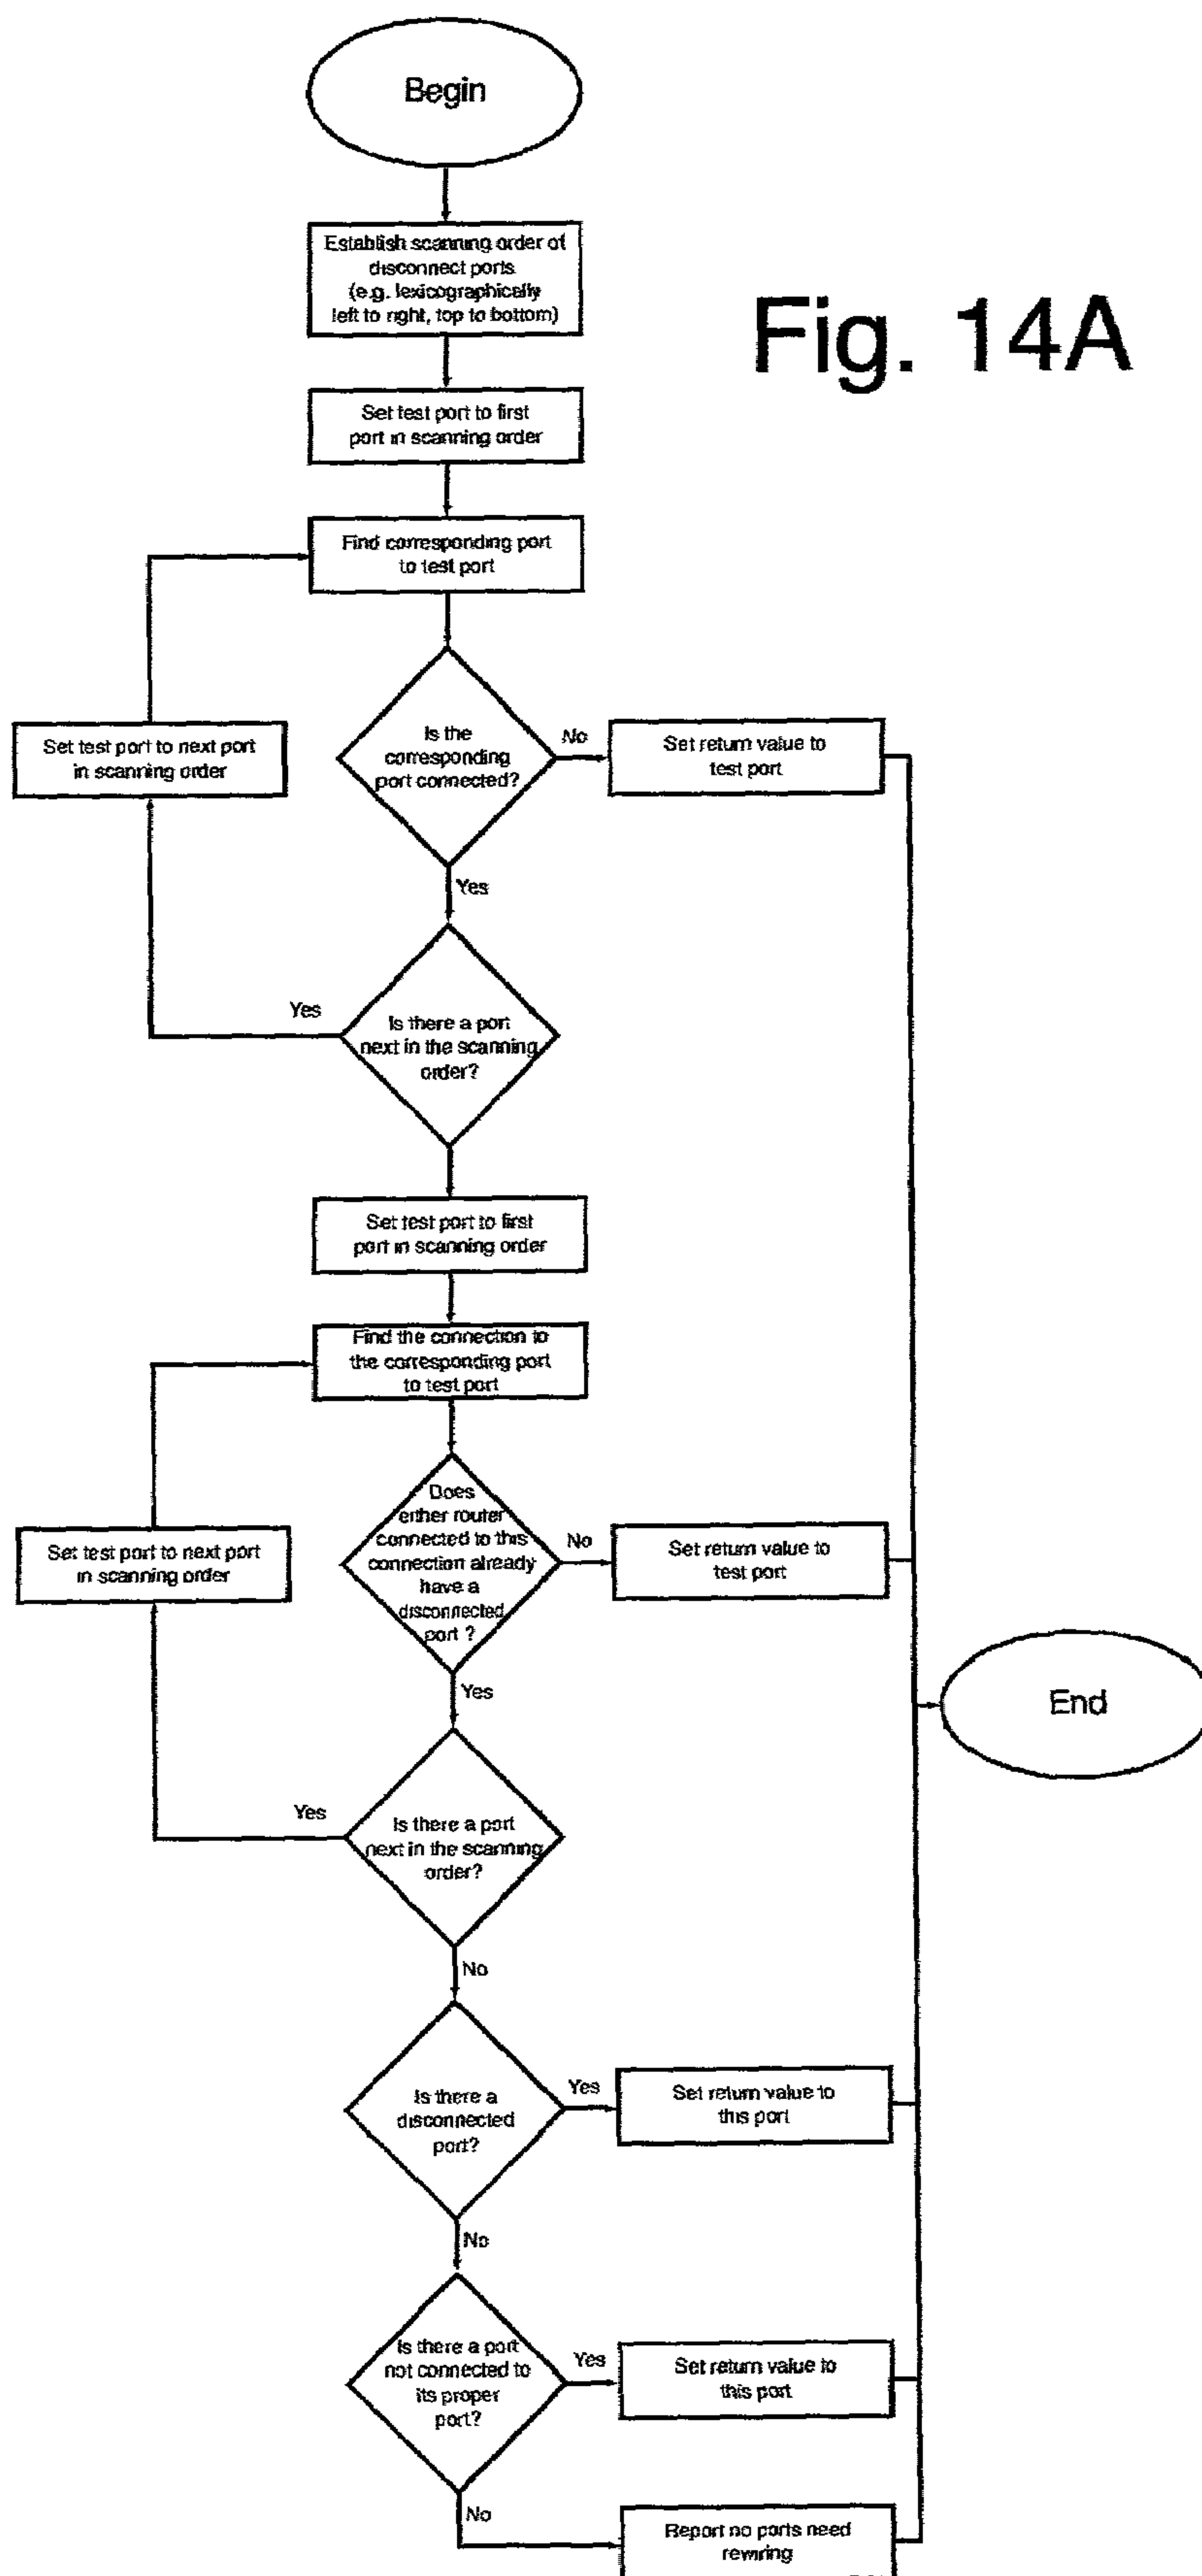 Begin
Establish scanning order of
disconnect ports
(e.g. lexicographically
left to right, top to bottom)
Fig. 14A
Set test port to first
port in scanning order
Find corresponding port
to test port
Set test port to next port
in scanning order
Is the
corresponding
port connected?
No
Set return value to
test port
Yes
Yes
Is there a port
next in the scanning
order?
Set test port to first
port in scanning order
Find the connection to
the corresponding port
to test port
Set test port to next port
in scanning order
Does
either router
connected to this
connection already
have a
disconnected
port ?
No
Set return value to
test port
Yes
End
Yes
Is there a port
next in the scanning
order?
No
Is there a
disconnected
port?
Yes
Set return value to
this port
No
Is there a port
not connected to
its proper
port?
Yes
Set return value to
this port
No
Report no ports need
rewiring